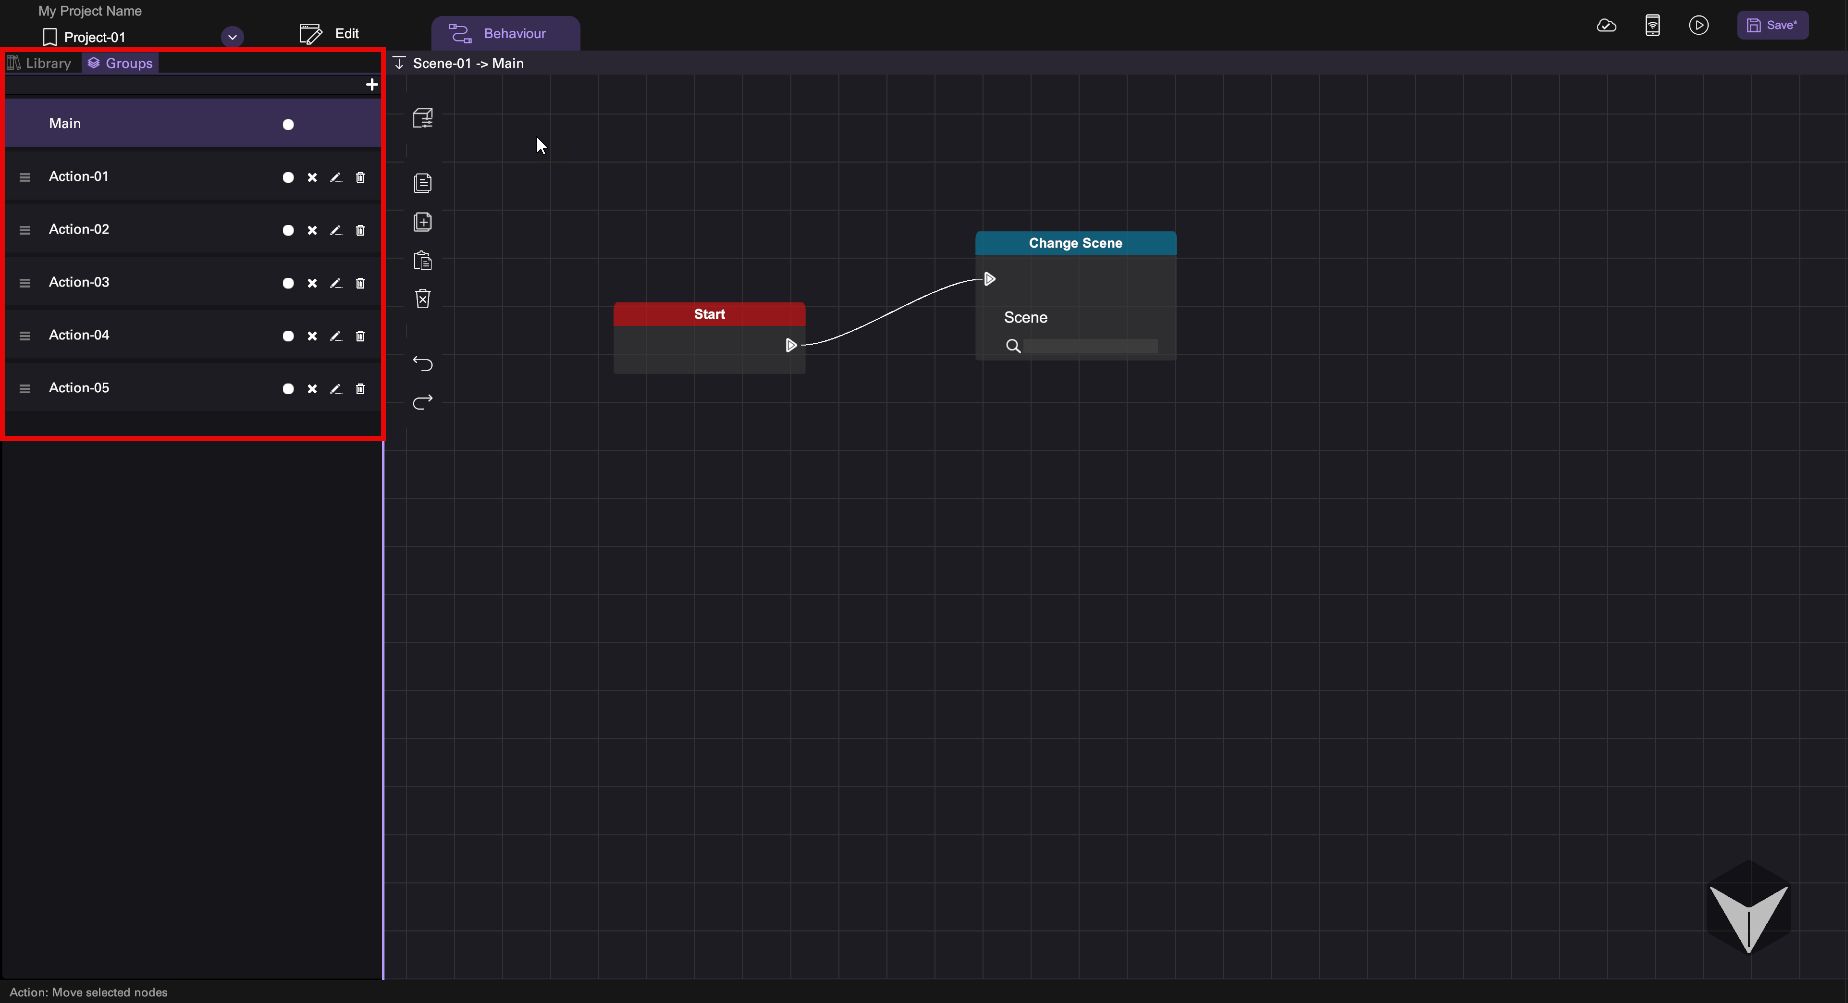 My Project Name
Project-01
Edit
Behaviour
Save*
Library
Groups
Scene-01 -> Main
Main
Action-01
Action-02
Action-03
Action-04
Action-05
Start
Change Scene
Scene
Action: Move selected nodes